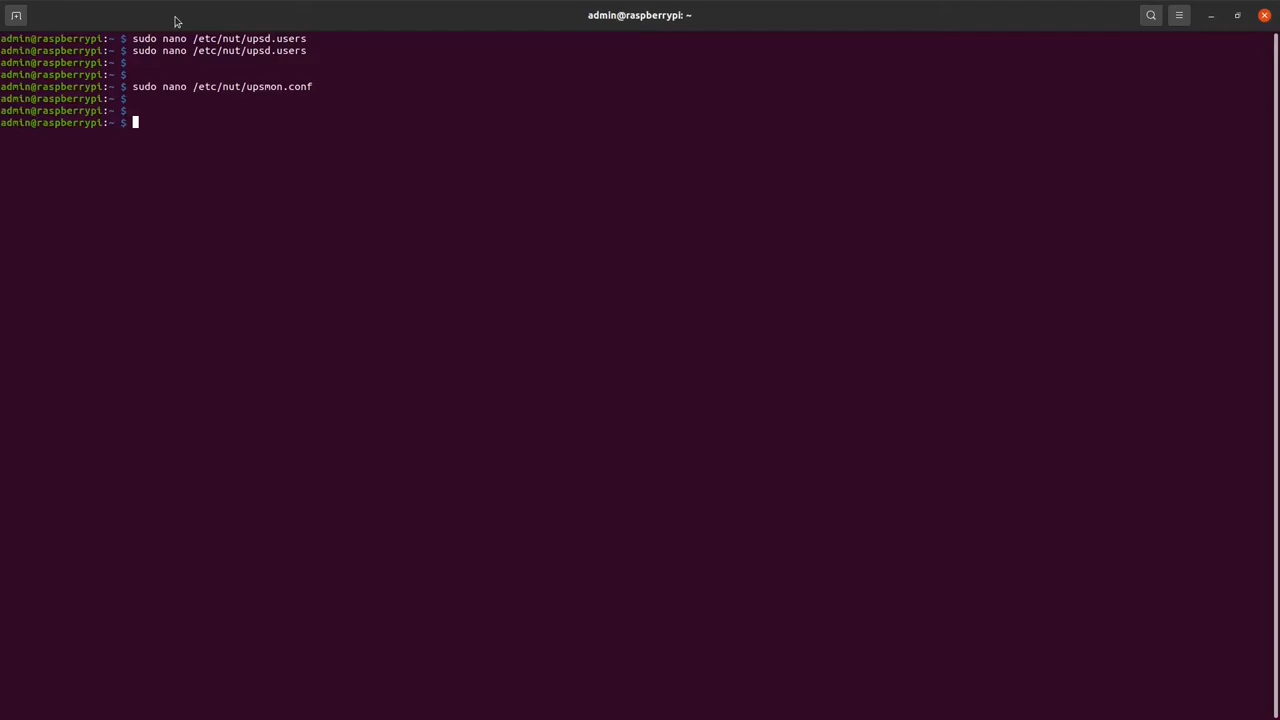 admin@raspberrypi: ~
admin@raspberrypi:~ $ sudo nano /etc/nut/upsd.users
admin@raspberrypi:~ $ sudo nano /etc/nut/upsd.users
admin@raspberrypi:~ $
admin@raspberrypi:~ $
admin@raspberrypi:~ $ sudo nano /etc/nut/upsmon.conf
admin@raspberrypi:~ $
admin@raspberrypi:~ $
admin@raspberrypi:~ $